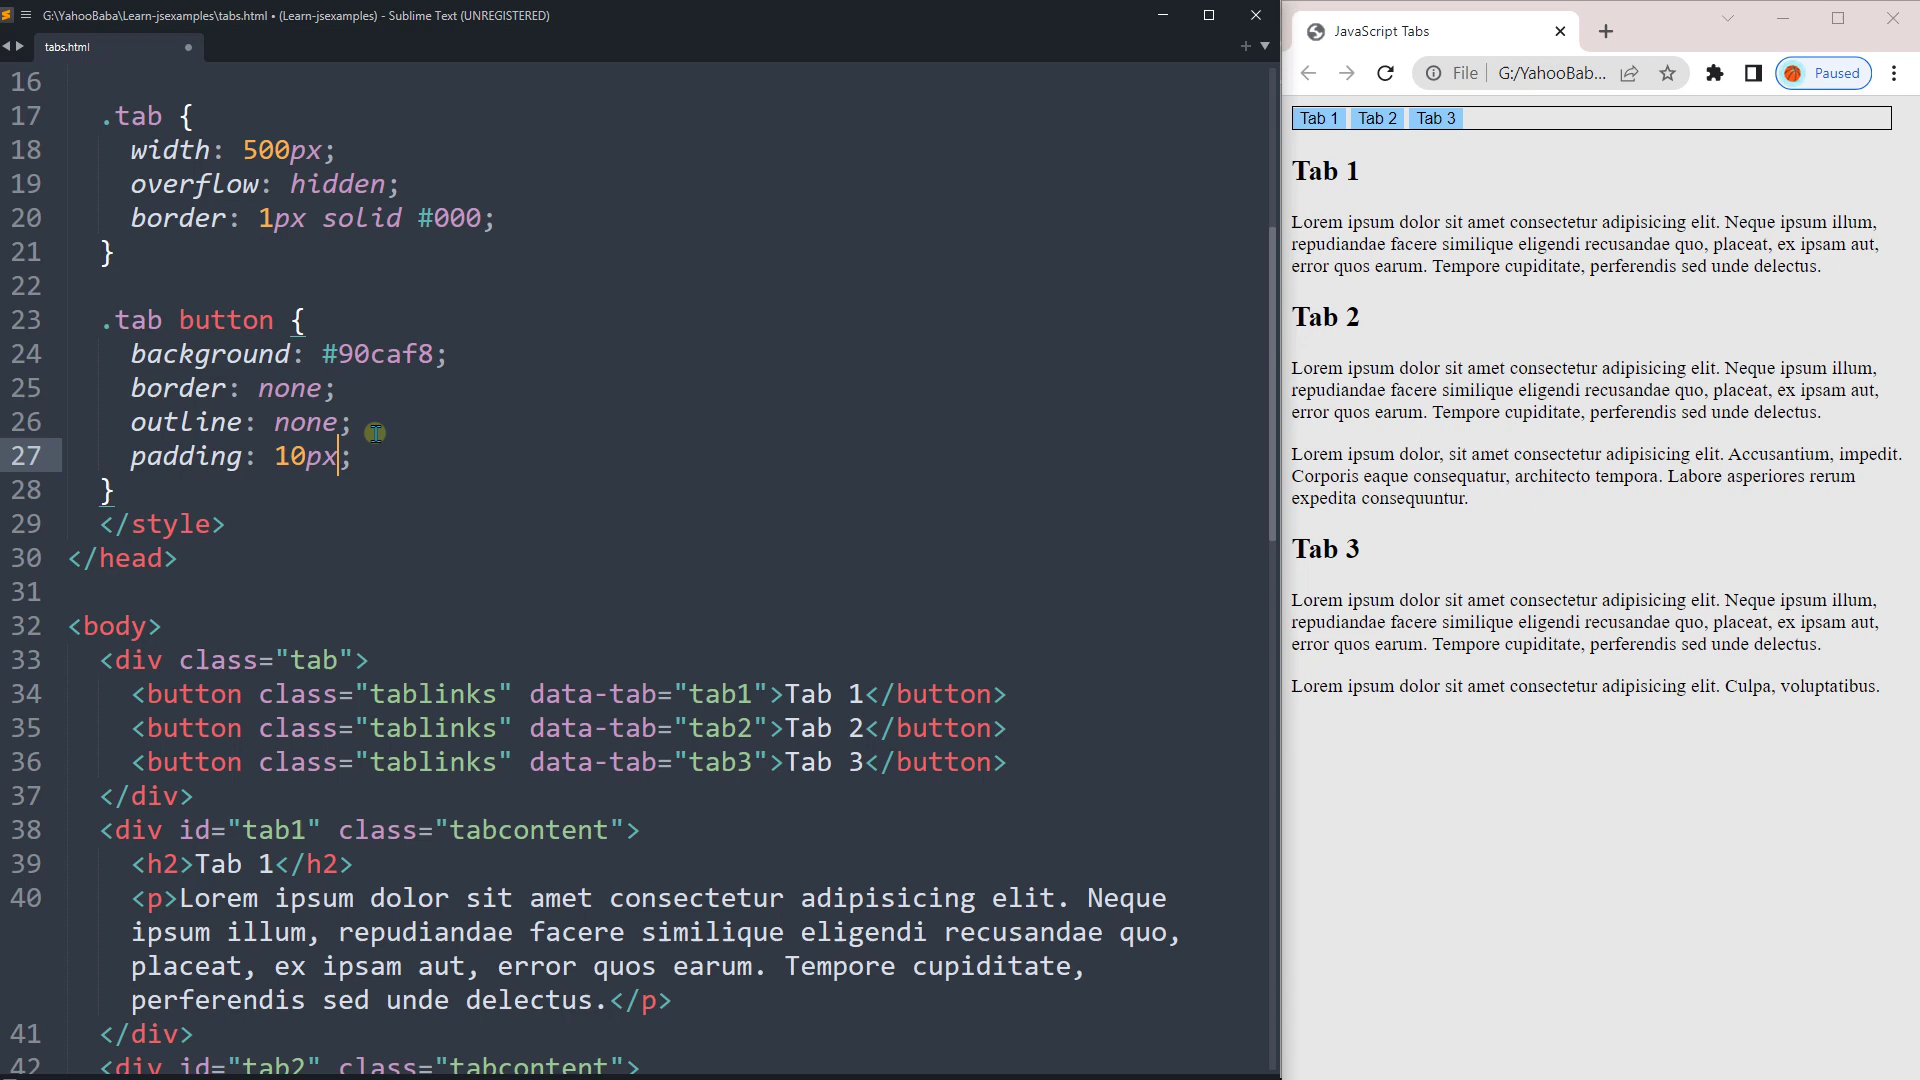 G:\YahooBaba\Learn-jsexamples\tabs.html • (Learn-jsexamples) - Sublime Text (UNREGISTERED)
tabs.html
16
17 .tab {
18 width: 500px;
19 overflow: hidden;
20 border: 1px solid #000;
21 }
22
23 .tab button {
24 background: #90caf8;
25 border: none;
26 outline: none;
27 padding: 10px;
28 }
29 </style>
30 </head>
31
32 <body>
33 <div class="tab">
34 <button class="tablinks" data-tab="tab1">Tab 1</button>
35 <button class="tablinks" data-tab="tab2">Tab 2</button>
36 <button class="tablinks" data-tab="tab3">Tab 3</button>
37 </div>
38 <div id="tab1" class="tabcontent">
39 <h2>Tab 1</h2>
40 <p>Lorem ipsum dolor sit amet consectetur adipisicing elit. Neque
ipsum illum, repudiandae facere similique eligendi recusandae quo,
placeat, ex ipsam aut, error quos earum. Tempore cupiditate,
perferendis sed unde delectus.</p>
41 </div>
42 <div id="tab2" class="tabcontent">
JavaScript Tabs
File G:/YahooBab... Paused
Tab 1 Tab 2 Tab 3
Tab 1
Lorem ipsum dolor sit amet consectetur adipisicing elit. Neque ipsum illum,
repudiandae facere similique eligendi recusandae quo, placeat, ex ipsam aut,
error quos earum. Tempore cupiditate, perferendis sed unde delectus.
Tab 2
Lorem ipsum dolor sit amet consectetur adipisicing elit. Neque ipsum illum,
repudiandae facere similique eligendi recusandae quo, placeat, ex ipsam aut,
error quos earum. Tempore cupiditate, perferendis sed unde delectus.
Lorem ipsum dolor, sit amet consectetur adipisicing elit. Accusantium, impedit.
Corporis eaque consequatur, architecto tempora. Labore asperiores rerum
expedita consequuntur.
Tab 3
Lorem ipsum dolor sit amet consectetur adipisicing elit. Neque ipsum illum,
repudiandae facere similique eligendi recusandae quo, placeat, ex ipsam aut,
error quos earum. Tempore cupiditate, perferendis sed unde delectus.
Lorem ipsum dolor sit amet consectetur adipisicing elit. Culpa, voluptatibus.